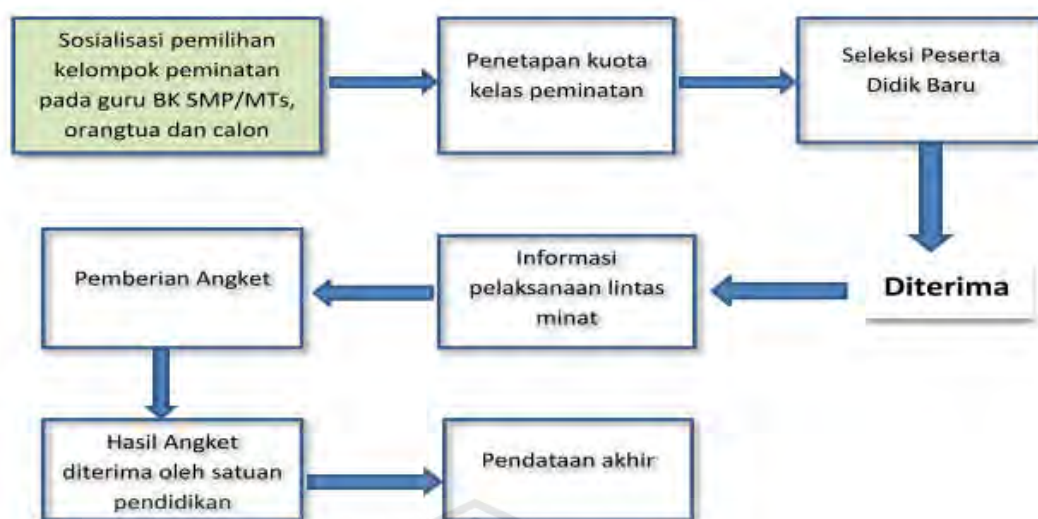 Sosialisasi pemilihan
kelompok peminatan
pada guru BK SMP/MTs,
orangtua dan calon
Penetapan kuota
kelas peminatan
Seleksi Peserta
Didik Baru
Diterima
Informasi
pelaksanaan lintas
minat
Pemberian Angket
Hasil Angket
diterima oleh satuan
pendidikan
Pendataan akhir